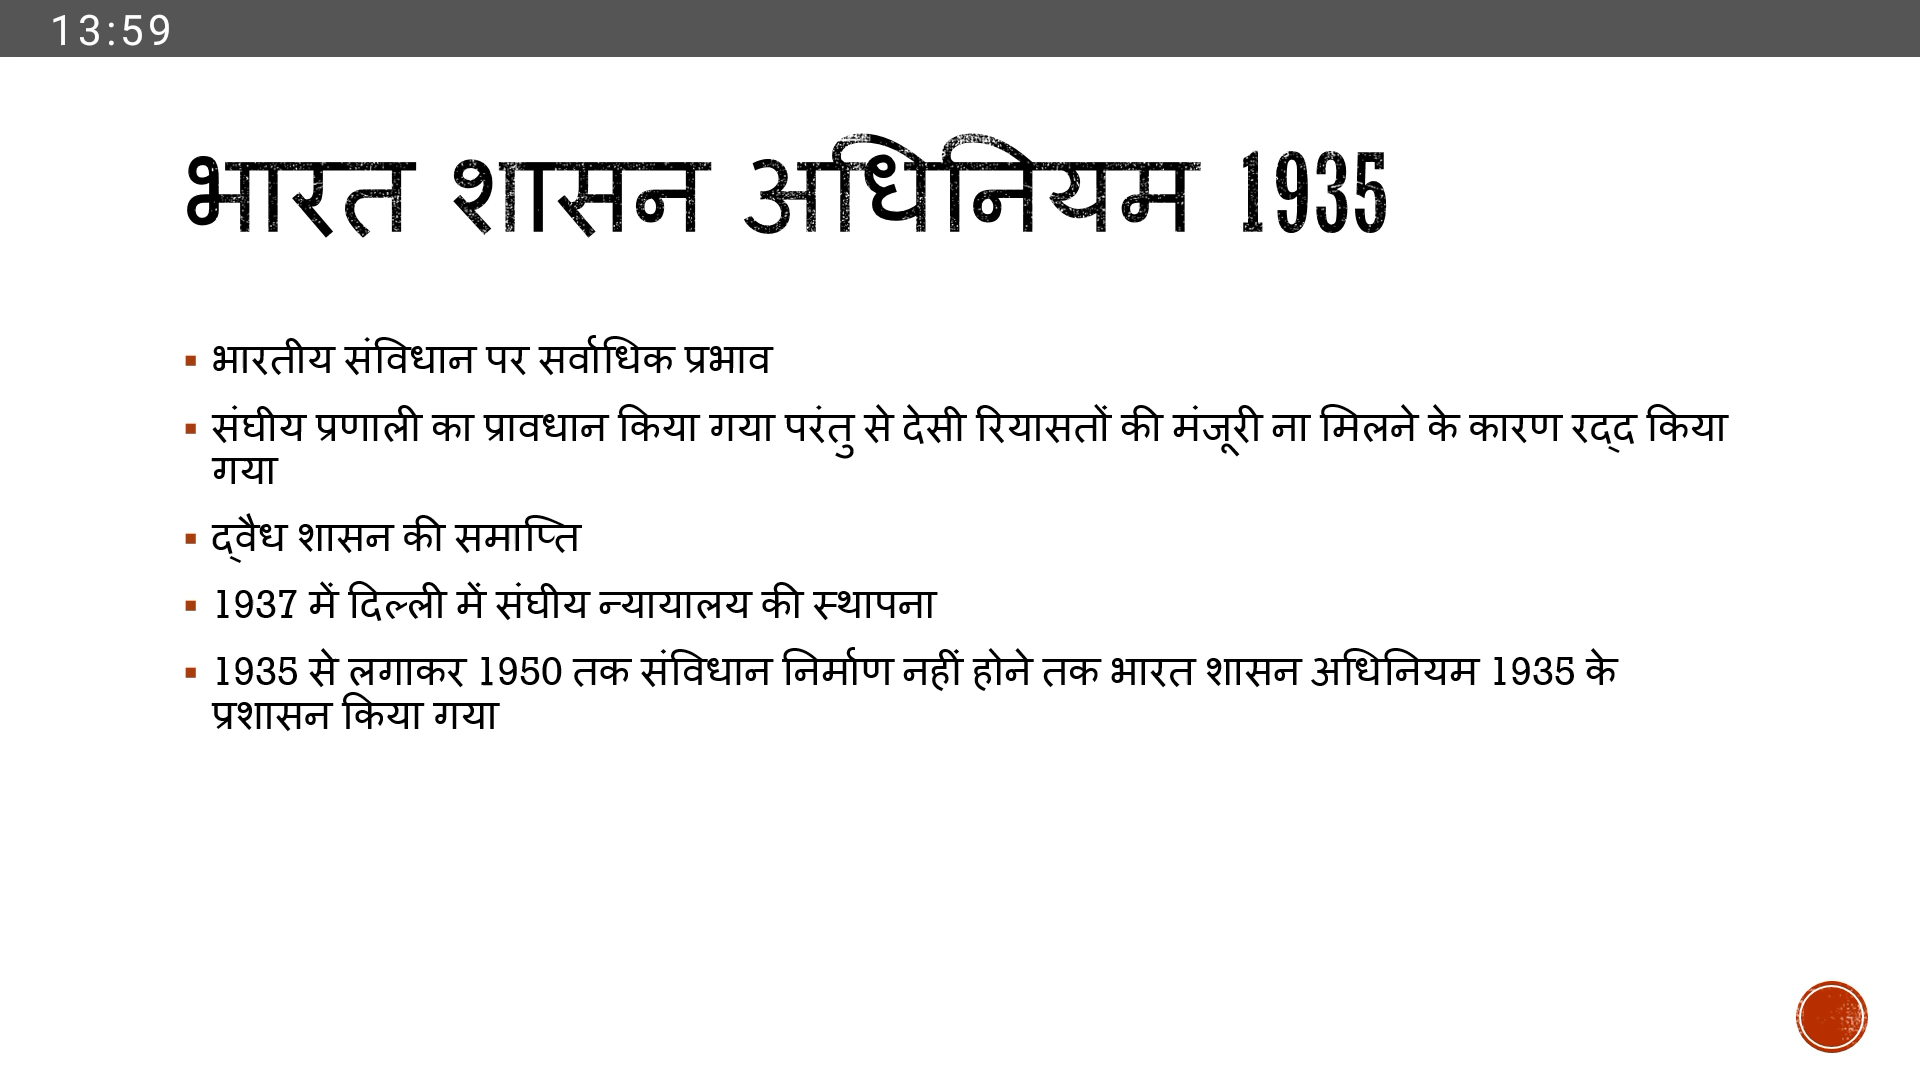 13:59
भारत शासन अधिनियम 1935
▪ भारतीय संविधान पर सर्वाधिक प्रभाव
▪ संघीय प्रणाली का प्रावधान किया गया परंतु से देसी रियासतों की मंजूरी ना मिलने के कारण रद्द किया
गया
▪ द्वैध शासन की समाप्ति
▪ 1937 में दिल्ली में संघीय न्यायालय की स्थापना
▪ 1935 से लगाकर 1950 तक संविधान निर्माण नहीं होने तक भारत शासन अधिनियम 1935 के
प्रशासन किया गया